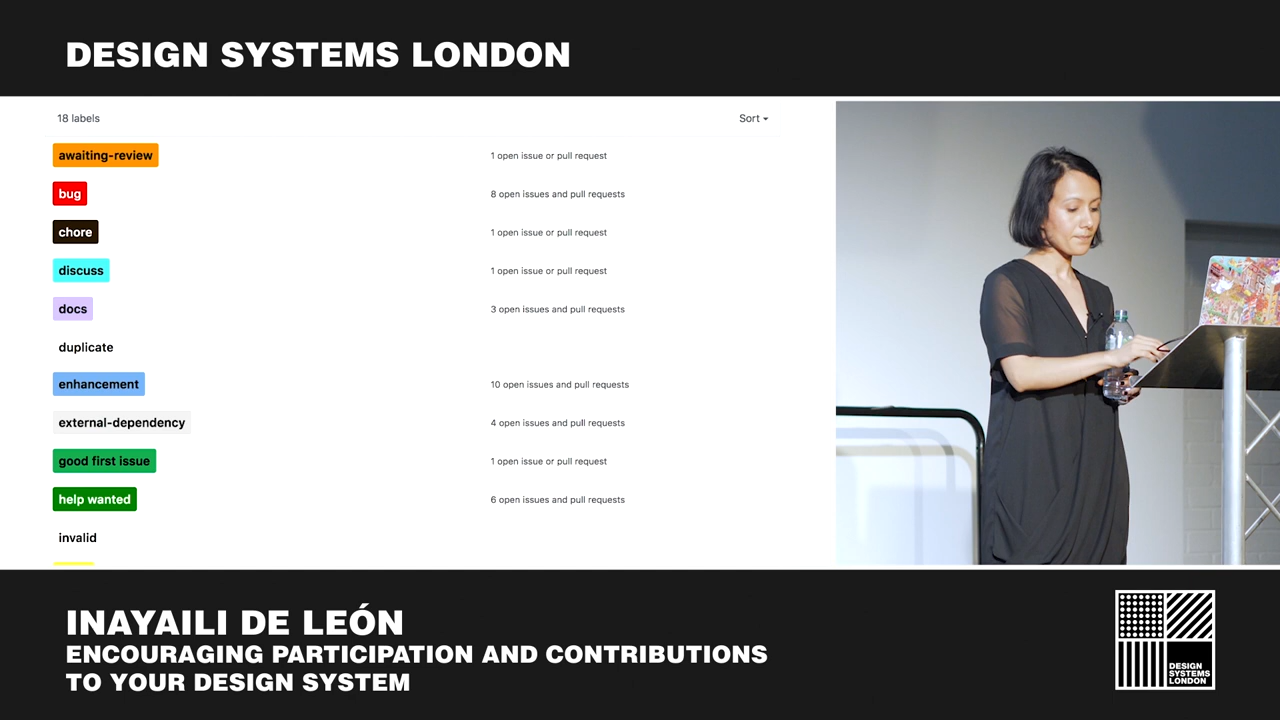 DESIGN SYSTEMS LONDON
18 labels
Sort
awaiting-review
1 open issue or pull request
bug
8 open issues and pull requests
chore
1 open issue or pull request
discuss
1 open issue or pull request
docs
3 open issues and pull requests
duplicate
enhancement
10 open issues and pull requests
external-dependency
4 open issues and pull requests
good first issue
1 open issue or pull request
help wanted
6 open issues and pull requests
invalid
INAYAILI DE LEÓN
ENCOURAGING PARTICIPATION AND CONTRIBUTIONS
TO YOUR DESIGN SYSTEM
DESIGN
SYSTEMS
LONDON